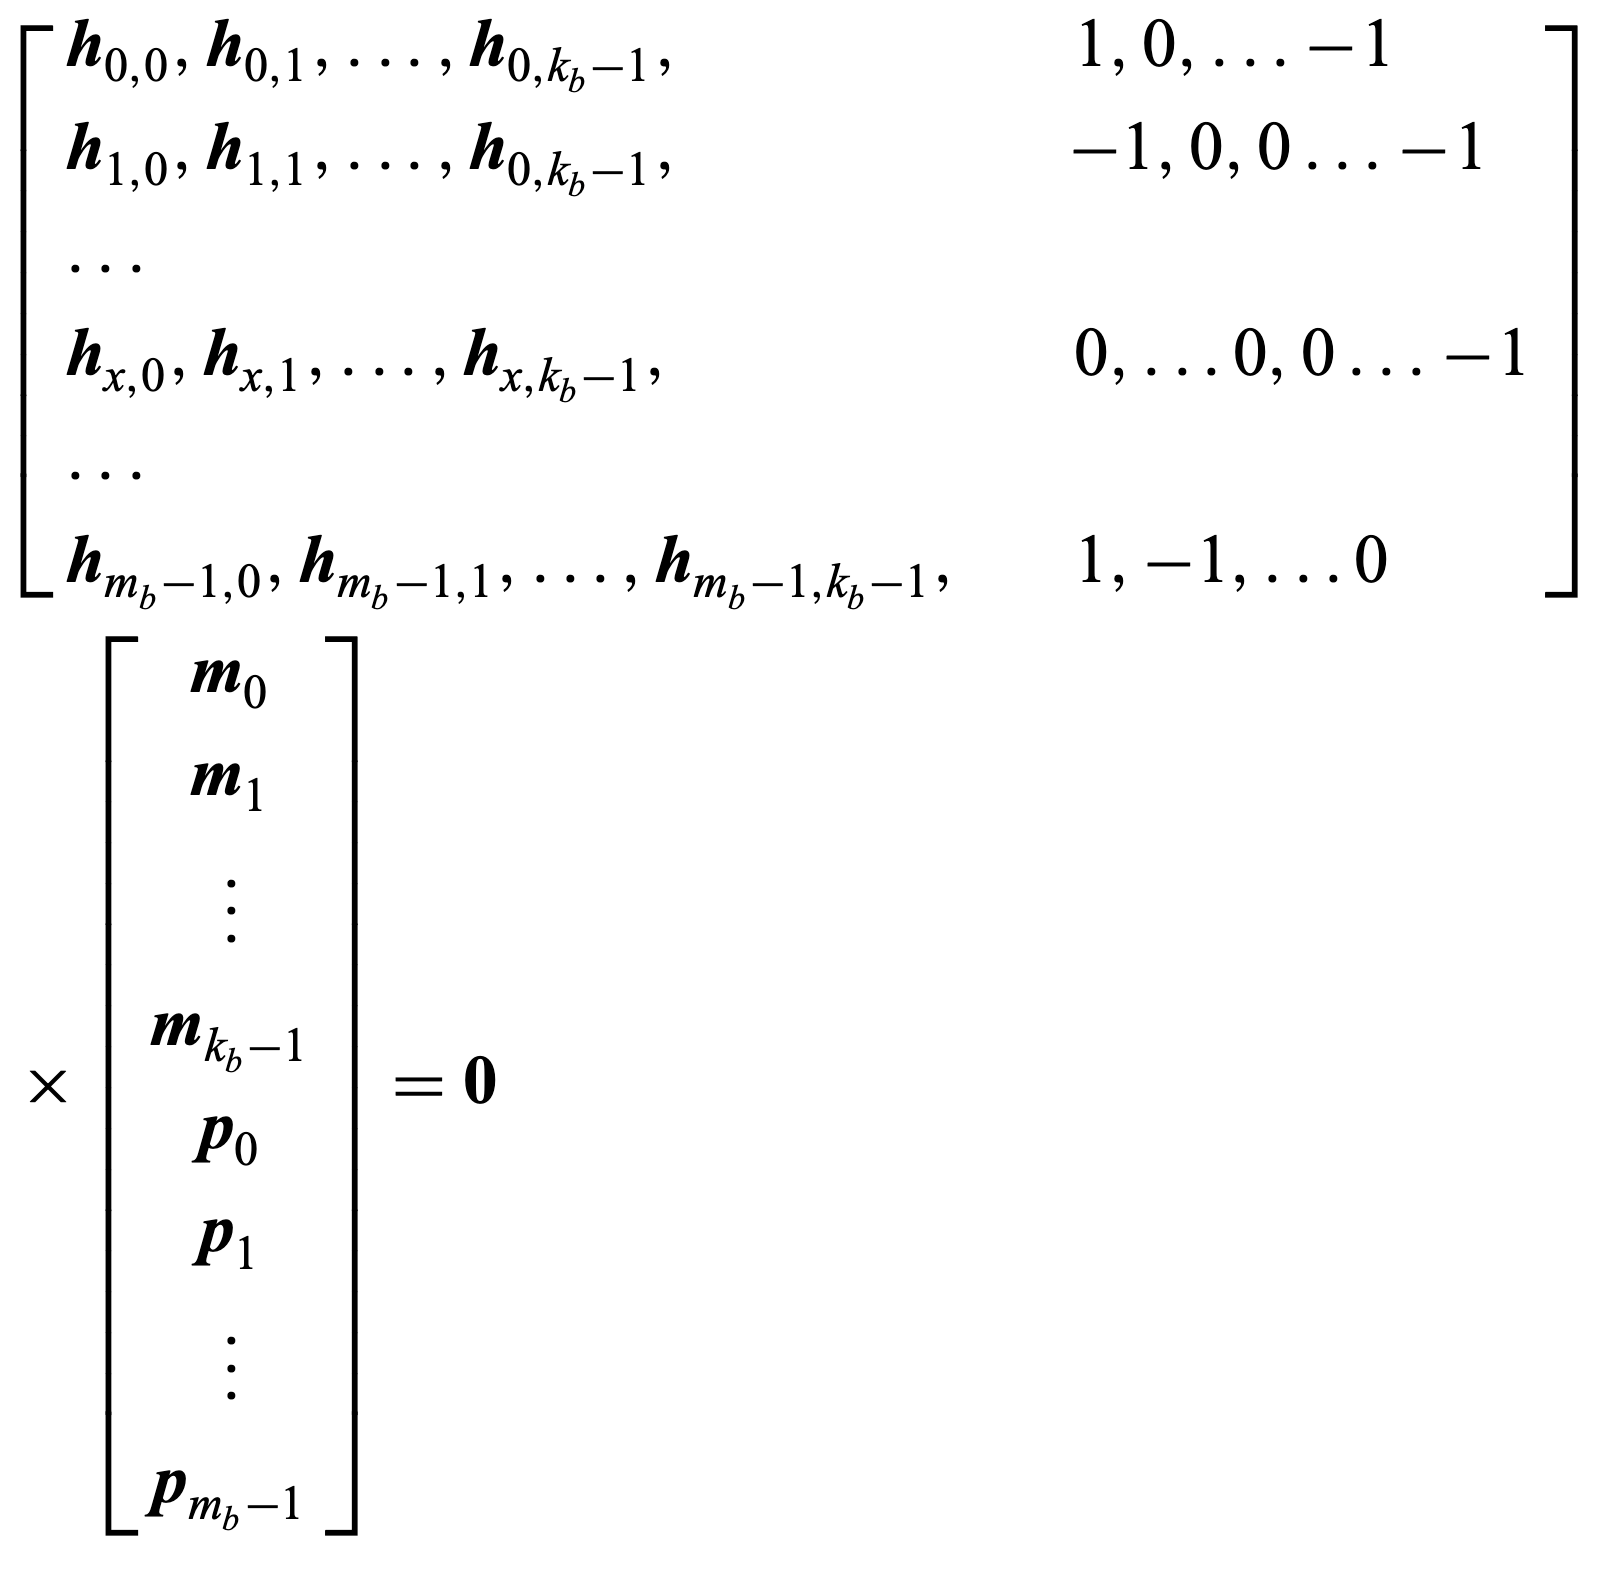 h_{0,0}, h_{0,1}, ..., h_{0,k_b−1}, 1, 0, ... −1
h_{1,0}, h_{1,1}, ..., h_{0,k_b−1}, −1, 0, 0 ... −1
...
h_{x,0}, h_{x,1}, ..., h_{x,k_b−1}, 0, ... 0, 0 ... −1
...
h_{m_b−1,0}, h_{m_b−1,1}, ..., h_{m_b−1,k_b−1}, 1, −1, ... 0
m_0
m_1
⋮
m_{k_b−1}
× = 0
p_0
p_1
⋮
p_{m_b−1}